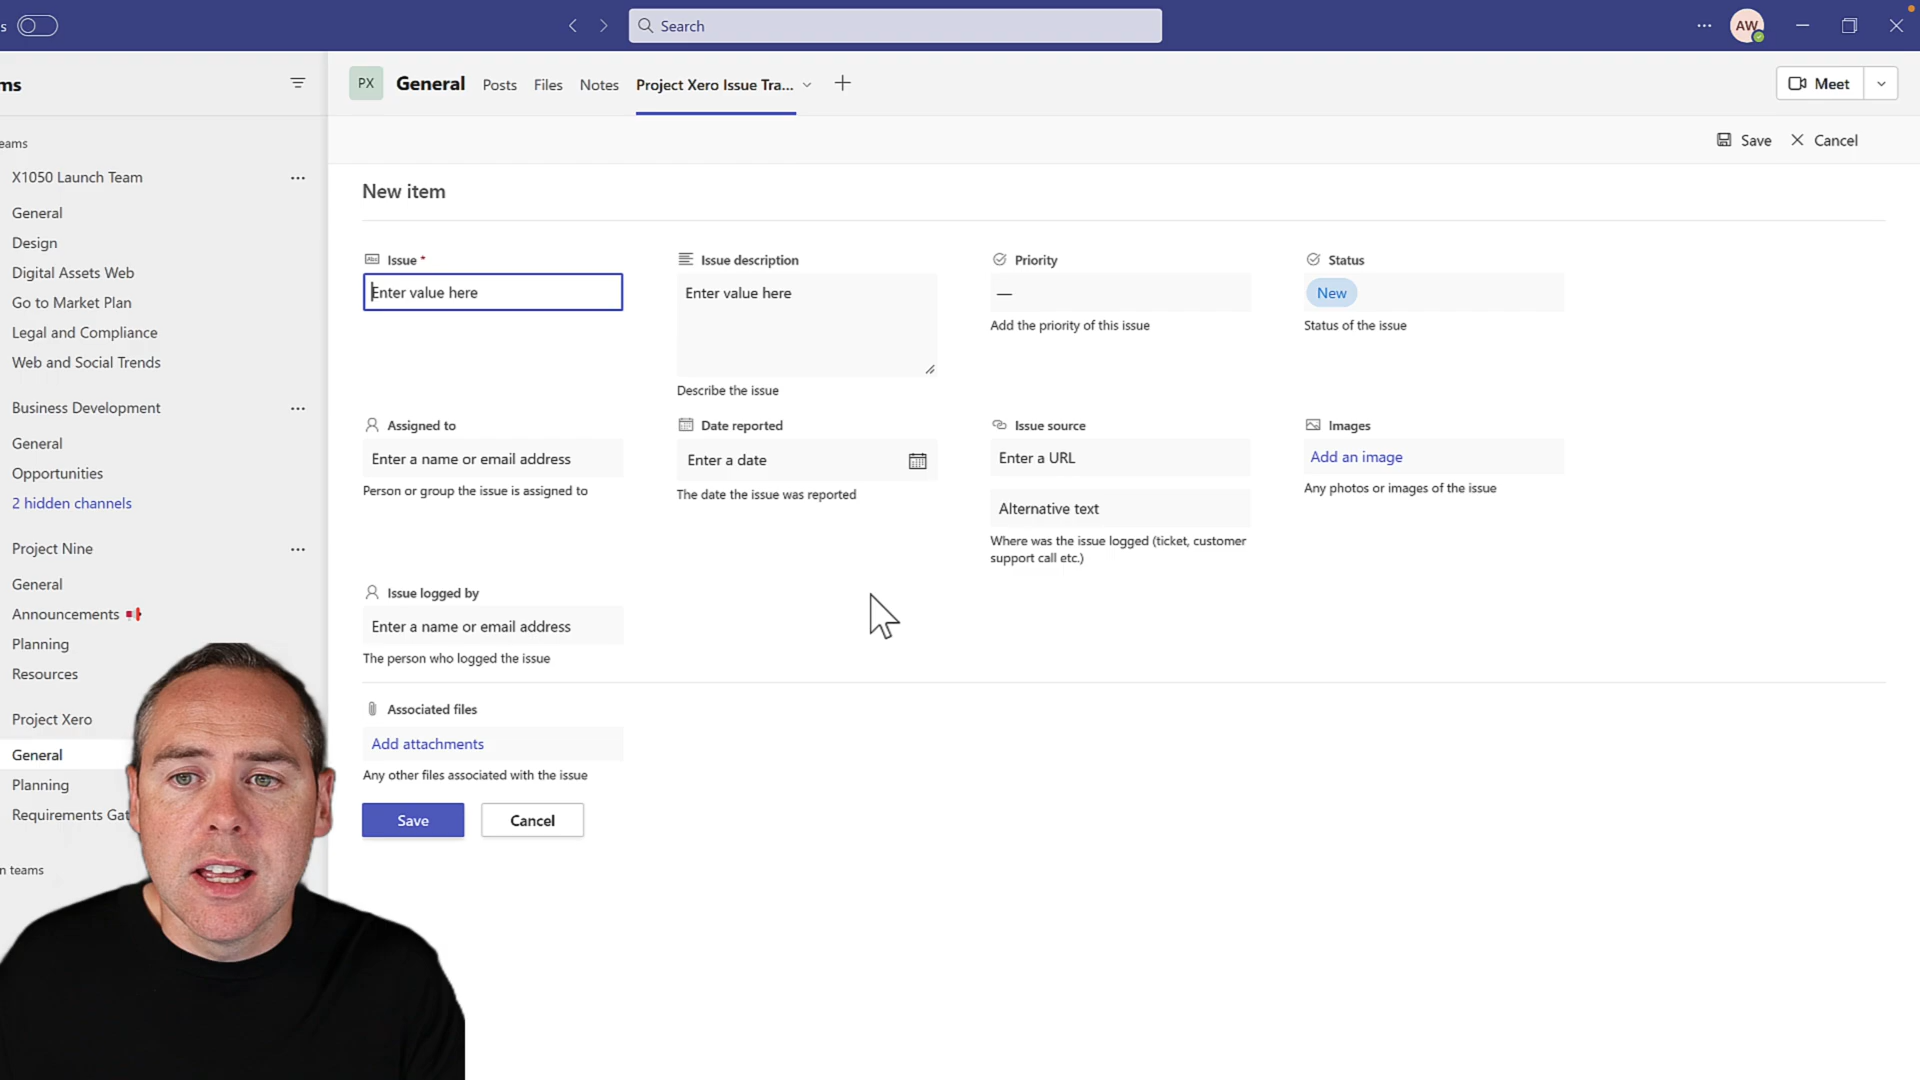 s
Search
AW
ms
PX
General
Posts
Files
Notes
Project Xero Issue Tra...
Meet
eams
Save
Cancel
X1050 Launch Team
General
Design
Digital Assets Web
Go to Market Plan
Legal and Compliance
Web and Social Trends
Business Development
General
Opportunities
2 hidden channels
Project Nine
General
Announcements
Planning
Resources
Project Xero
General
Planning
Requirements Gat
n teams
New item
Abc Issue *
Enter value here
Issue description
Enter value here
Describe the issue
Priority
—
Add the priority of this issue
Status
New
Status of the issue
Assigned to
Enter a name or email address
Person or group the issue is assigned to
Date reported
Enter a date
The date the issue was reported
Issue source
Enter a URL
Alternative text
Where was the issue logged (ticket, customer
support call etc.)
Images
Add an image
Any photos or images of the issue
Issue logged by
Enter a name or email address
The person who logged the issue
Associated files
Add attachments
Any other files associated with the issue
Save
Cancel